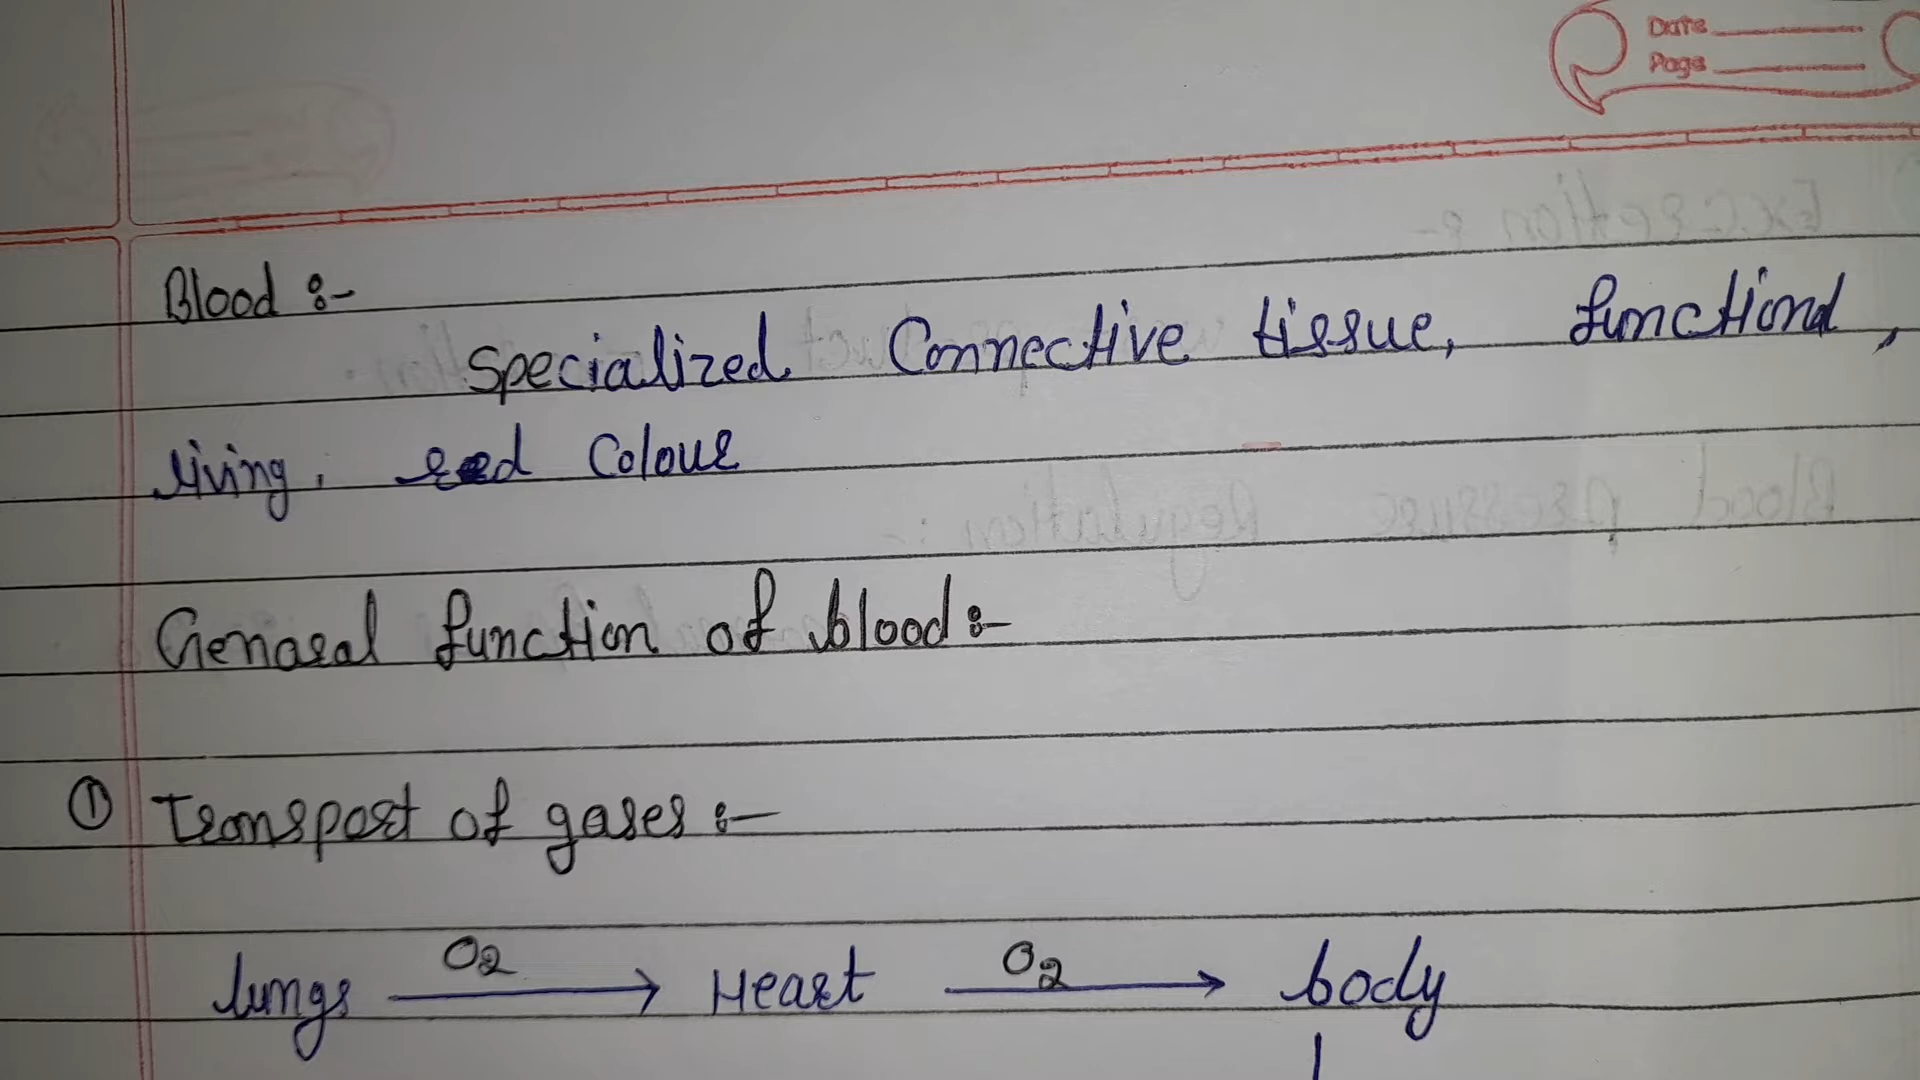 Date
Page
Blood :-
Specialized Connective tissue, functional,
living, red colour
Genaral function of blood :-
① Transport of gases :-
lungs O2 → Heart O2 → body